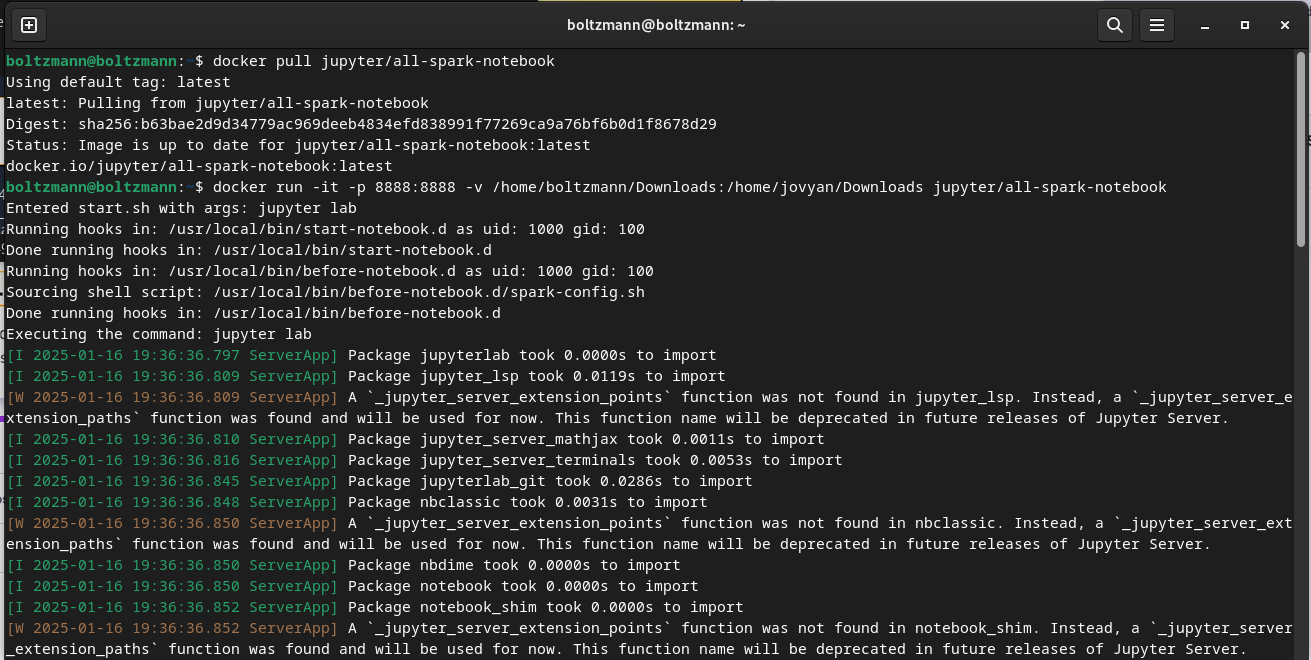 boltzmann@boltzmann: ~
boltzmann@boltzmann:~$ docker pull jupyter/all-spark-notebook
Using default tag: latest
latest: Pulling from jupyter/all-spark-notebook
Digest: sha256:b63bae2d9d34779ac969deeb4834efd838991f77269ca9a76bf6b0d1f8678d29
Status: Image is up to date for jupyter/all-spark-notebook:latest
docker.io/jupyter/all-spark-notebook:latest
boltzmann@boltzmann:~$ docker run -it -p 8888:8888 -v /home/boltzmann/Downloads:/home/jovyan/Downloads jupyter/all-spark-notebook
Entered start.sh with args: jupyter lab
Running hooks in: /usr/local/bin/start-notebook.d as uid: 1000 gid: 100
Done running hooks in: /usr/local/bin/start-notebook.d
Running hooks in: /usr/local/bin/before-notebook.d as uid: 1000 gid: 100
Sourcing shell script: /usr/local/bin/before-notebook.d/spark-config.sh
Done running hooks in: /usr/local/bin/before-notebook.d
Executing the command: jupyter lab
[I 2025-01-16 19:36:36.797 ServerApp] Package jupyterlab took 0.0000s to import
[I 2025-01-16 19:36:36.809 ServerApp] Package jupyter_lsp took 0.0119s to import
[W 2025-01-16 19:36:36.809 ServerApp] A `_jupyter_server_extension_points` function was not found in jupyter_lsp. Instead, a `_jupyter_server_e
xtension_paths` function was found and will be used for now. This function name will be deprecated in future releases of Jupyter Server.
[I 2025-01-16 19:36:36.810 ServerApp] Package jupyter_server_mathjax took 0.0011s to import
[I 2025-01-16 19:36:36.816 ServerApp] Package jupyter_server_terminals took 0.0053s to import
[I 2025-01-16 19:36:36.845 ServerApp] Package jupyterlab_git took 0.0286s to import
[I 2025-01-16 19:36:36.848 ServerApp] Package nbclassic took 0.0031s to import
[W 2025-01-16 19:36:36.850 ServerApp] A `_jupyter_server_extension_points` function was not found in nbclassic. Instead, a `_jupyter_server_ext
ension_paths` function was found and will be used for now. This function name will be deprecated in future releases of Jupyter Server.
[I 2025-01-16 19:36:36.850 ServerApp] Package nbdime took 0.0000s to import
[I 2025-01-16 19:36:36.850 ServerApp] Package notebook took 0.0000s to import
[I 2025-01-16 19:36:36.852 ServerApp] Package notebook_shim took 0.0000s to import
[W 2025-01-16 19:36:36.852 ServerApp] A `_jupyter_server_extension_points` function was not found in notebook_shim. Instead, a `_jupyter_server
_extension_paths` function was found and will be used for now. This function name will be deprecated in future releases of Jupyter Server.